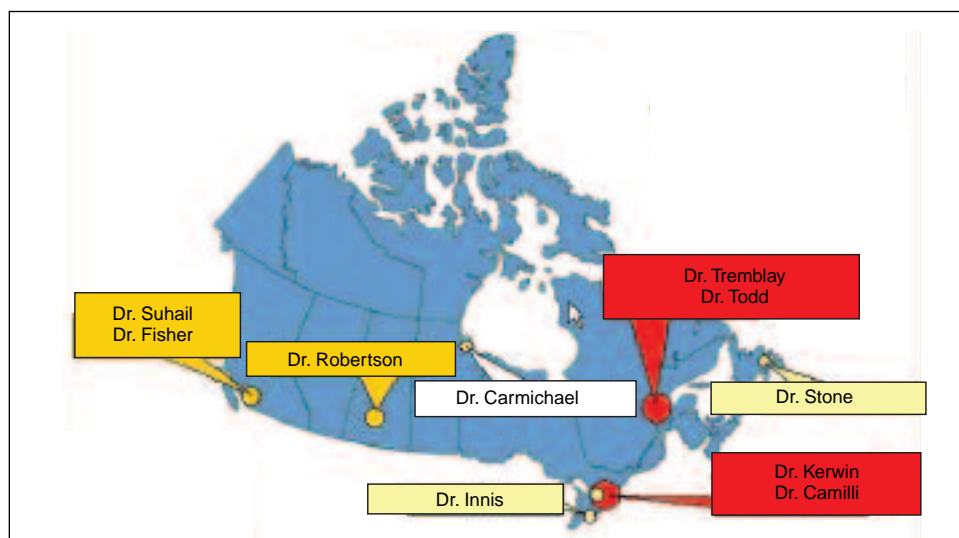 Dr. Tremblay
Dr. Todd
Dr. Suhail
Dr. Fisher
Dr. Robertson
Dr. Carmichael
Dr. Stone
Dr. Kerwin
Dr. Camilli
Dr. Innis